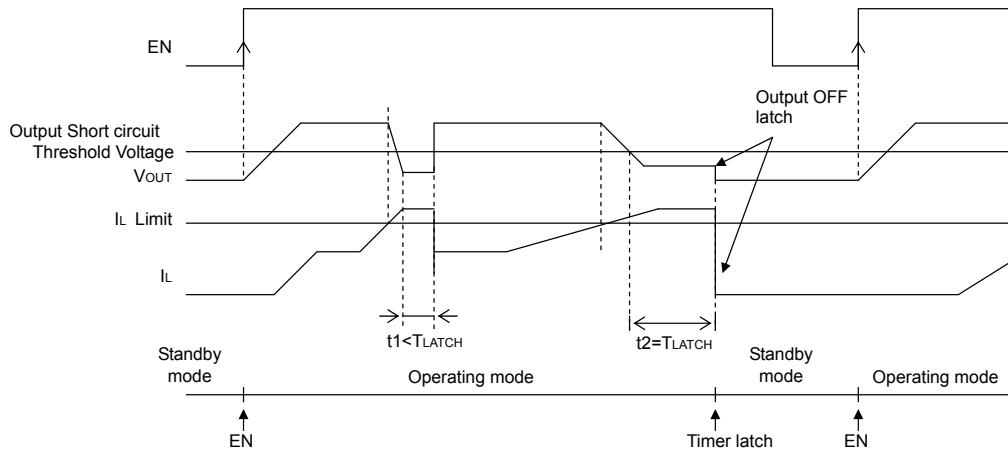 EN
Output OFF
latch
Output Short circuit
Threshold Voltage
VOUT
IL Limit
IL
t1<TLATCH
t2=TLATCH
Standby
mode
Operating mode
Standby
mode
Operating mode
EN
Timer latch
EN